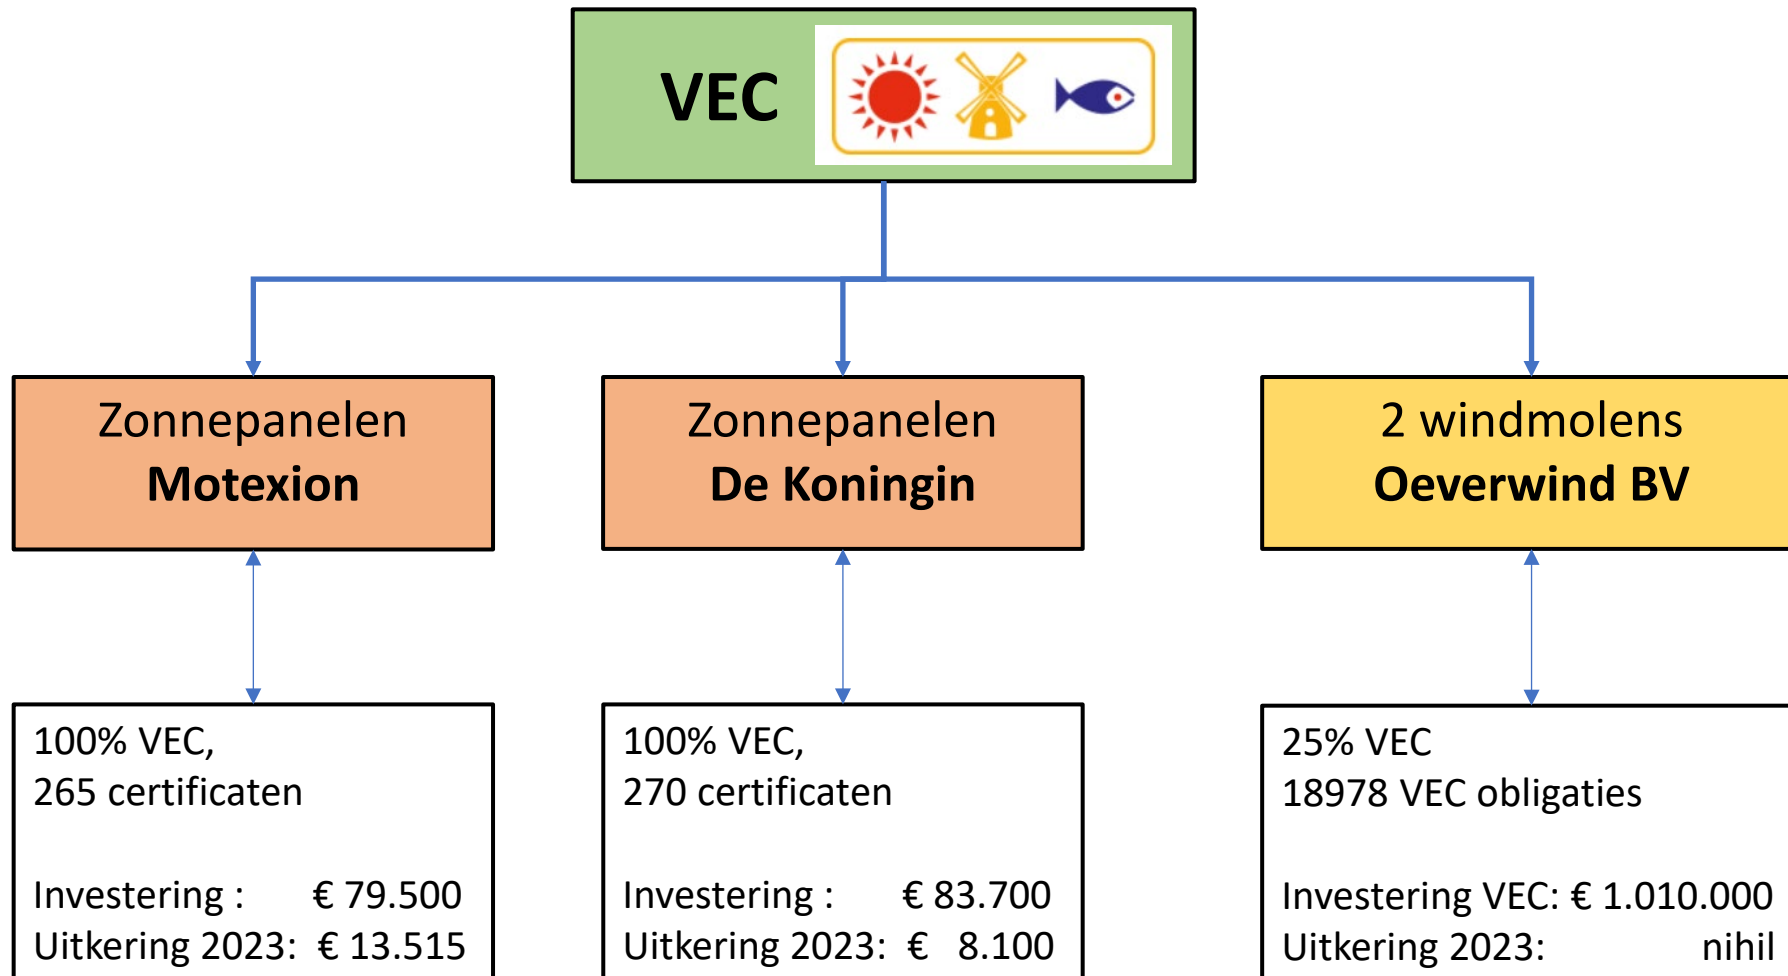 VEC
Zonnepanelen
Motexion
Zonnepanelen
De Koningin
2 windmolens
Oeverwind BV
100% VEC,
265 certificaten
Investering : € 79.500
Uitkering 2023: € 13.515
100% VEC,
270 certificaten
Investering : € 83.700
Uitkering 2023: € 8.100
25% VEC
18978 VEC obligaties
Investering VEC: € 1.010.000
Uitkering 2023: nihil